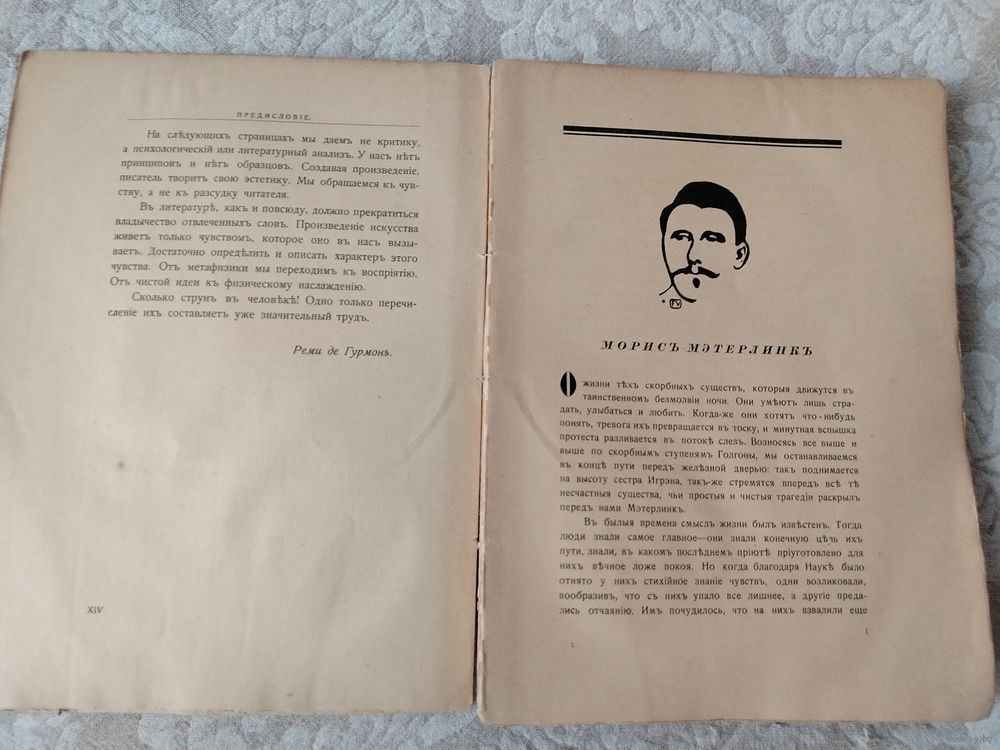 ПРЕДИСЛОВІЕ.
На слѣдующихъ страницахъ мы даемъ не критику,
а психологическій или литературный анализъ. У насъ нѣтъ
принциповъ и нѣтъ образцовъ. Создавая произведеніе,
писатель творитъ свою эстетику. Мы обращаемся къ чув-
ству, а не къ разсудку читателя.
Въ литературѣ, какъ и повсюду, должно прекратиться
владычество отвлеченныхъ словъ. Произведеніе искусства
живетъ только чувствомъ, которое оно въ насъ вызы-
ваетъ. Достаточно опредѣлить и описать характеръ этого
чувства. Отъ метафизики мы переходимъ къ воспріятію.
Отъ чистой идеи къ физическому наслажденію.
Сколько струнъ въ человѣкѣ! Одно только перечи-
сленіе ихъ составляетъ уже значительный трудъ.
Реми де Гурмонъ.
XIV
FV
МОРИСЪ МЭТЕРЛИНКЪ
О жизни тѣхъ скорбныхъ существъ, которыя движутся въ
таинственномъ безмолвіи ночи. Они умѣютъ лишь стра-
дать, улыбаться и любить. Когда-же они хотятъ что-нибудь
понять, тревога ихъ превращается въ тоску, и минутная вспышка
протеста разливается въ потокѣ слезъ. Возносясь все выше и
выше по скорбнымъ ступенямъ Голгоѳы, мы останавливаемся
въ концѣ пути передъ желѣзной дверью: такъ поднимается
на высоту сестра Игрэна, такъ-же стремятся впередъ всѣ тѣ
несчастныя существа, чьи простыя и чистыя трагедіи раскрылъ
передъ нами Мэтерлинкъ.
Въ былыя времена смыслъ жизни былъ извѣстенъ. Тогда
люди знали самое главное—они знали конечную цѣль ихъ
пути, знали, въ какомъ послѣднемъ пріютѣ пріуготовлено для
нихъ вѣчное ложе покоя. Но когда благодаря Наукѣ было
отнято у нихъ стихійное знаніе чувствъ, одни возликовали,
вообразивъ, что съ нихъ упало все лишнее, а другіе преда-
лись отчаянію. Имъ почудилось, что на нихъ взвалили еще
1
1